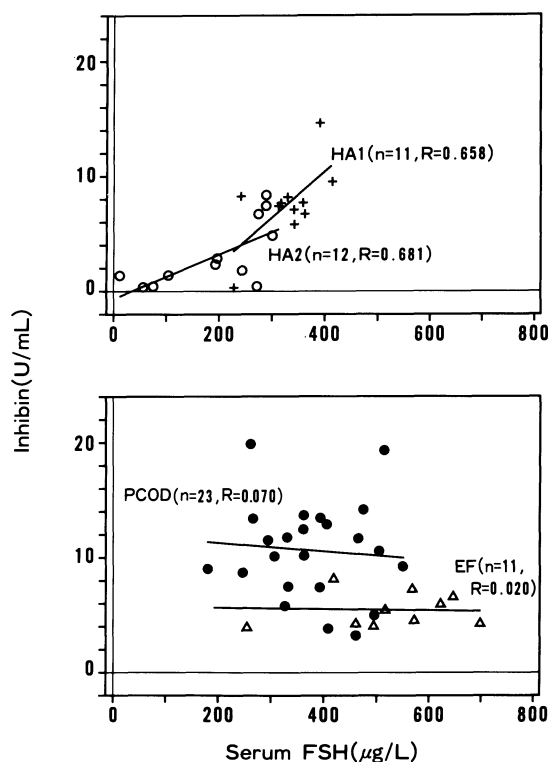 20
10
0
HA1(n=11,R=0.658)
HA2(n=12,R=0.681)
0 200 400 600 800
Inhibin(U/mL)
20
10
0
PCOD(n=23,R=0.070)
EF(n=11,
R=0.020)
0 200 400 600 800
Serum FSH(μg/L)